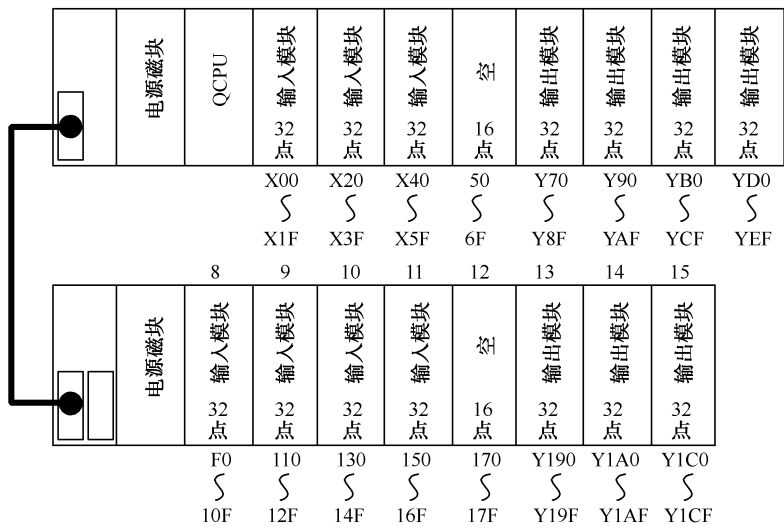 电源磁块 QCPU 输入模块 输入模块 输入模块 空 输出模块 输出模块 输出模块 输出模块
32点 32点 32点 16点 32点 32点 32点 32点
X00 X20 X40 50 Y70 Y90 YB0 YD0
X1F X3F X5F 6F Y8F YAF YCF YEF
8 9 10 11 12 13 14 15
电源磁块 输入模块 输入模块 输入模块 输入模块 空 输出模块 输出模块 输出模块
32点 32点 32点 32点 16点 32点 32点 32点
F0 110 130 150 170 Y190 Y1A0 Y1C0
10F 12F 14F 16F 17F Y19F Y1AF Y1CF